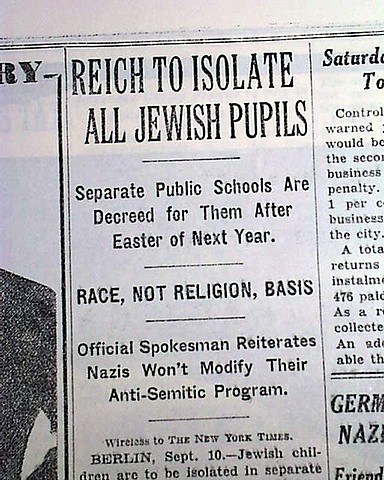 RY-
REICH TO ISOLATE
ALL JEWISH PUPILS
Separate Public Schools Are
Decreed for Them After
Easter of Next Year.
RACE, NOT RELIGION, BASIS
Official Spokesman Reiterates
Nazis Won't Modify Their
Anti-Semitic Program.
Wireless to THE NEW YORK TIMES.
BERLIN, Sept. 10.—Jewish chil-
dren are to be isolated in separate
Saturda
To
Control
warned
would be
the secon
business
penalty.
1 per c
business
the city.
A tota
returns
instalme
476 paid
As a re
collecte
An ade
able th
GERM
NAZI
Friend